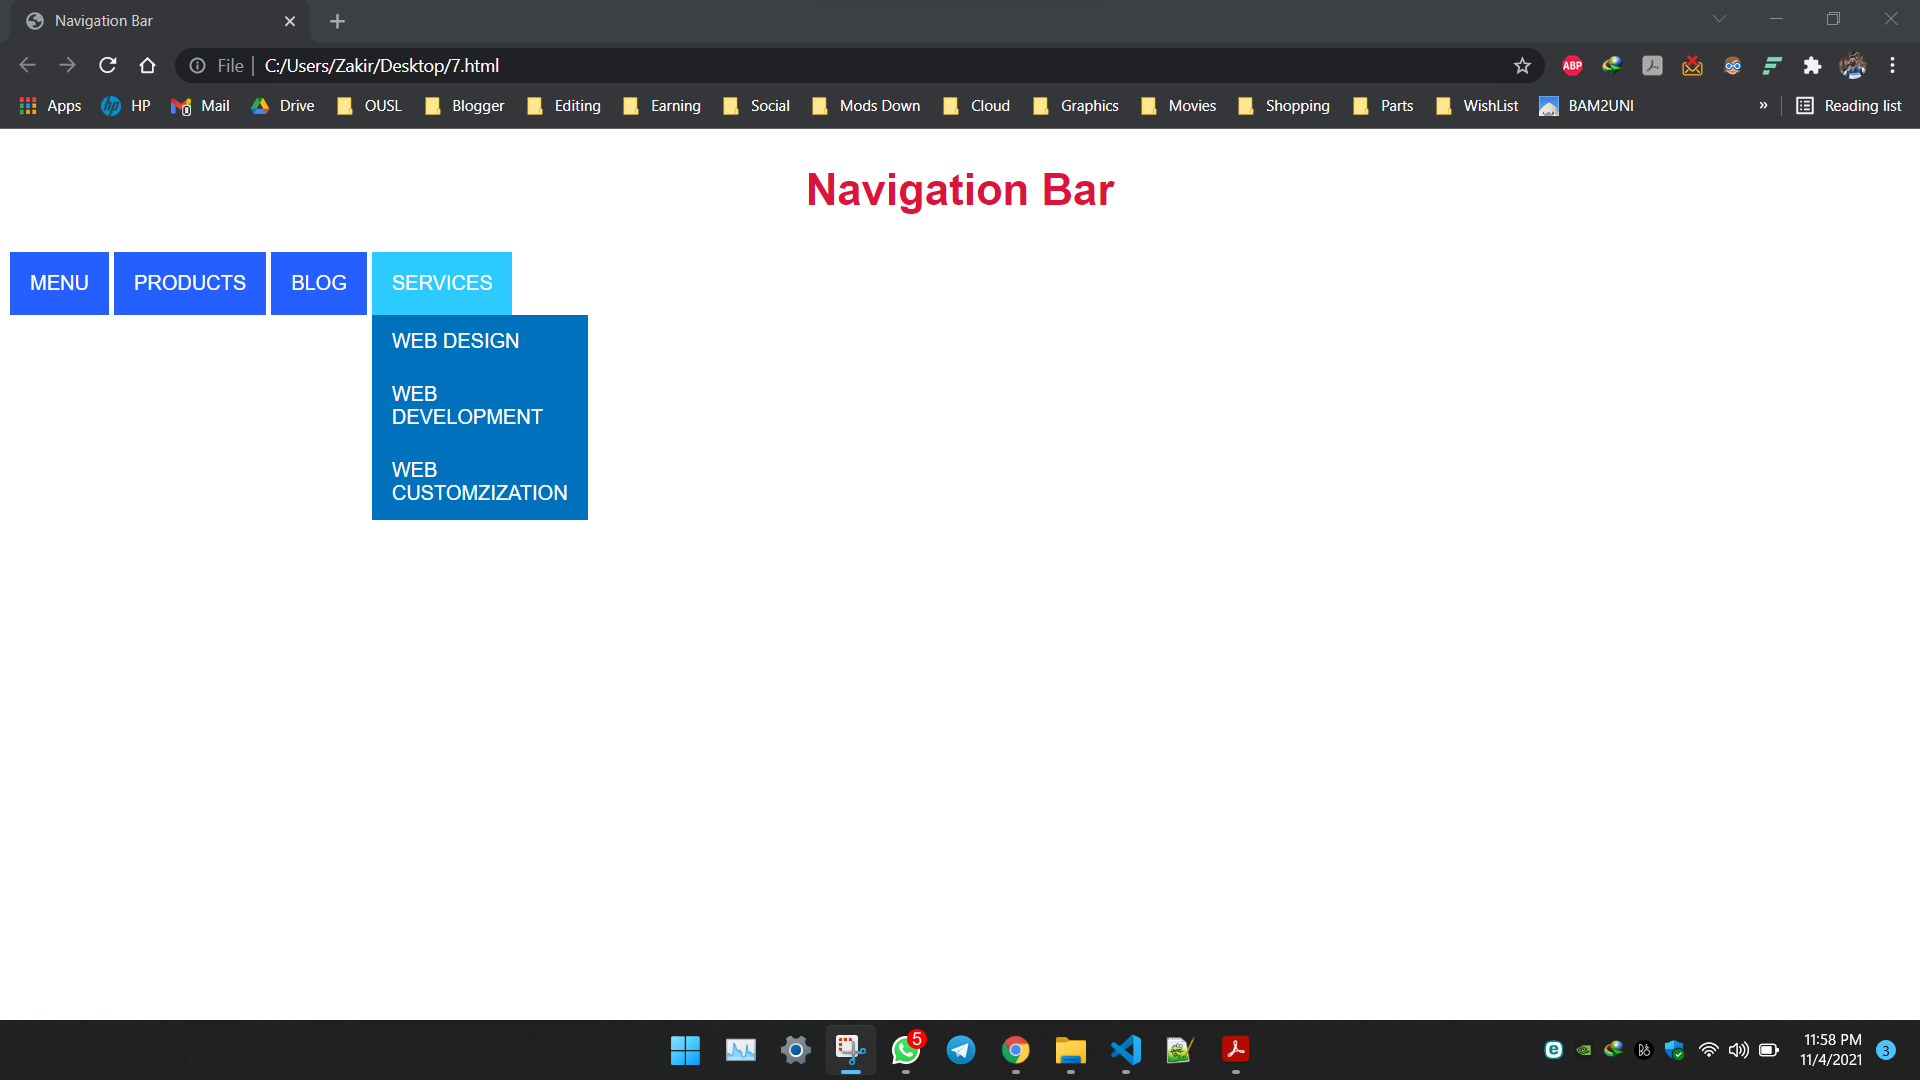 Navigation Bar
File | C:/Users/Zakir/Desktop/7.html
ABP
Apps HP Mail Drive OUSL Blogger Editing Earning Social Mods Down Cloud Graphics Movies Shopping Parts WishList BAM2UNI » Reading list
Navigation Bar
MENU PRODUCTS BLOG SERVICES
WEB DESIGN
WEB
DEVELOPMENT
WEB
CUSTOMZIZATION
5
11:58 PM
11/4/2021
3